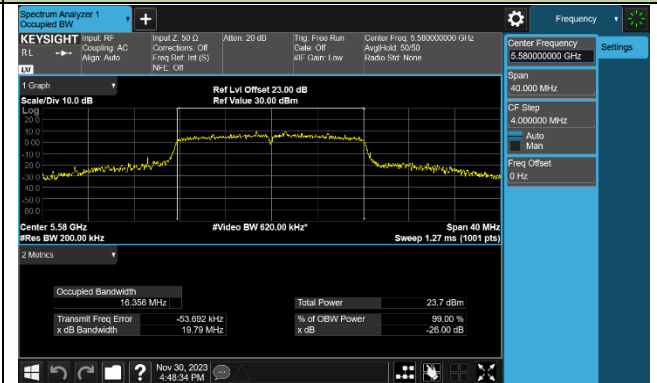 Spectrum Analyzer 1
Occupied BW
Frequency
KEYSIGHT
RL
LXI
Input: RF
Coupling: AC
Align: Auto
Input Z: 50 Ω
Corrections: Off
Freq Ref: Int (S)
NFE: Off
Atten: 20 dB
Trig: Free Run
Gate: Off
#IF Gain: Low
Center Freq: 5.580000000 GHz
Avg|Hold: 50/50
Radio Std: None
Center Frequency
5.580000000 GHz
Settings
Span
40.000 MHz
CF Step
4.000000 MHz
Auto
Man
Freq Offset
0 Hz
1 Graph
Scale/Div 10.0 dB
Ref Lvl Offset 23.00 dB
Ref Value 30.00 dBm
Log
20.0
10.0
0.00
-10.0
-20.0
-30.0
-40.0
-50.0
-60.0
Center 5.58 GHz
#Video BW 620.00 kHz*
Span 40 MHz
#Res BW 200.00 kHz
Sweep 1.27 ms (1001 pts)
2 Metrics
Occupied Bandwidth
16.356 MHz
Total Power 23.7 dBm
Transmit Freq Error -53.692 kHz
% of OBW Power 99.00 %
x dB Bandwidth 19.79 MHz
x dB -26.00 dB
Nov 30, 2023
4:48:34 PM